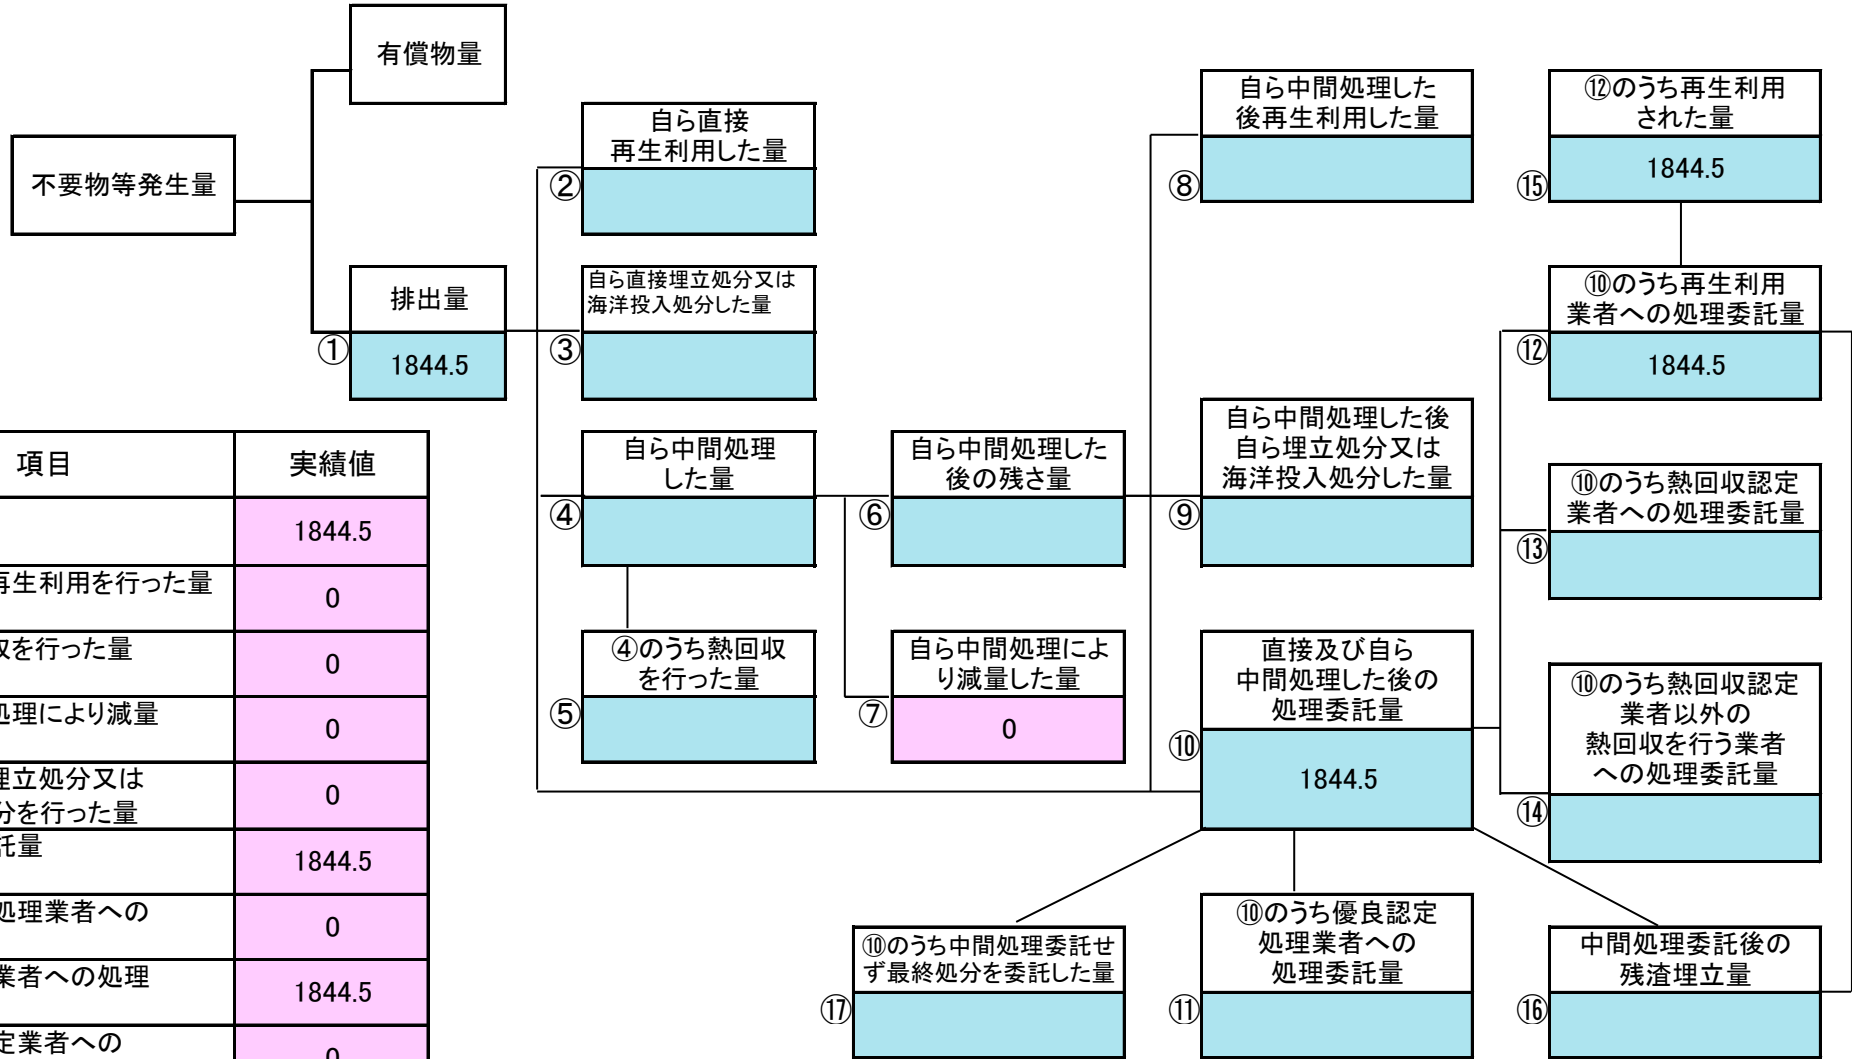 有償物量
不要物等発生量
排出量
①
1844.5
自ら直接
再生利用した量
②
自ら直接埋立処分又は
海洋投入処分した量
③
自ら中間処理
した量
④
④のうち熱回収
を行った量
⑤
自ら中間処理した
後の残さ量
⑥
自ら中間処理によ
り減量した量
⑦
0
自ら中間処理した
後再生利用した量
⑧
自ら中間処理した後
自ら埋立処分又は
海洋投入処分した量
⑨
直接及び自ら
中間処理した後の
処理委託量
⑩
1844.5
⑫のうち再生利用
された量
⑮
1844.5
⑩のうち再生利用
業者への処理委託量
⑫
1844.5
⑩のうち熱回収認定
業者への処理委託量
⑬
⑩のうち熱回収認定
業者以外の
熱回収を行う業者
への処理委託量
⑭
⑩のうち中間処理委託せ
ず最終処分を委託した量
⑰
⑩のうち優良認定
処理業者への
処理委託量
⑪
中間処理委託後の
残渣埋立量
⑯
項目 実績値
1844.5
再生利用を行った量 0
を行った量 0
処理により減量 0
埋立処分又は
分を行った量 0
託量 1844.5
処理業者への 0
業者への処理 1844.5
定業者への 0